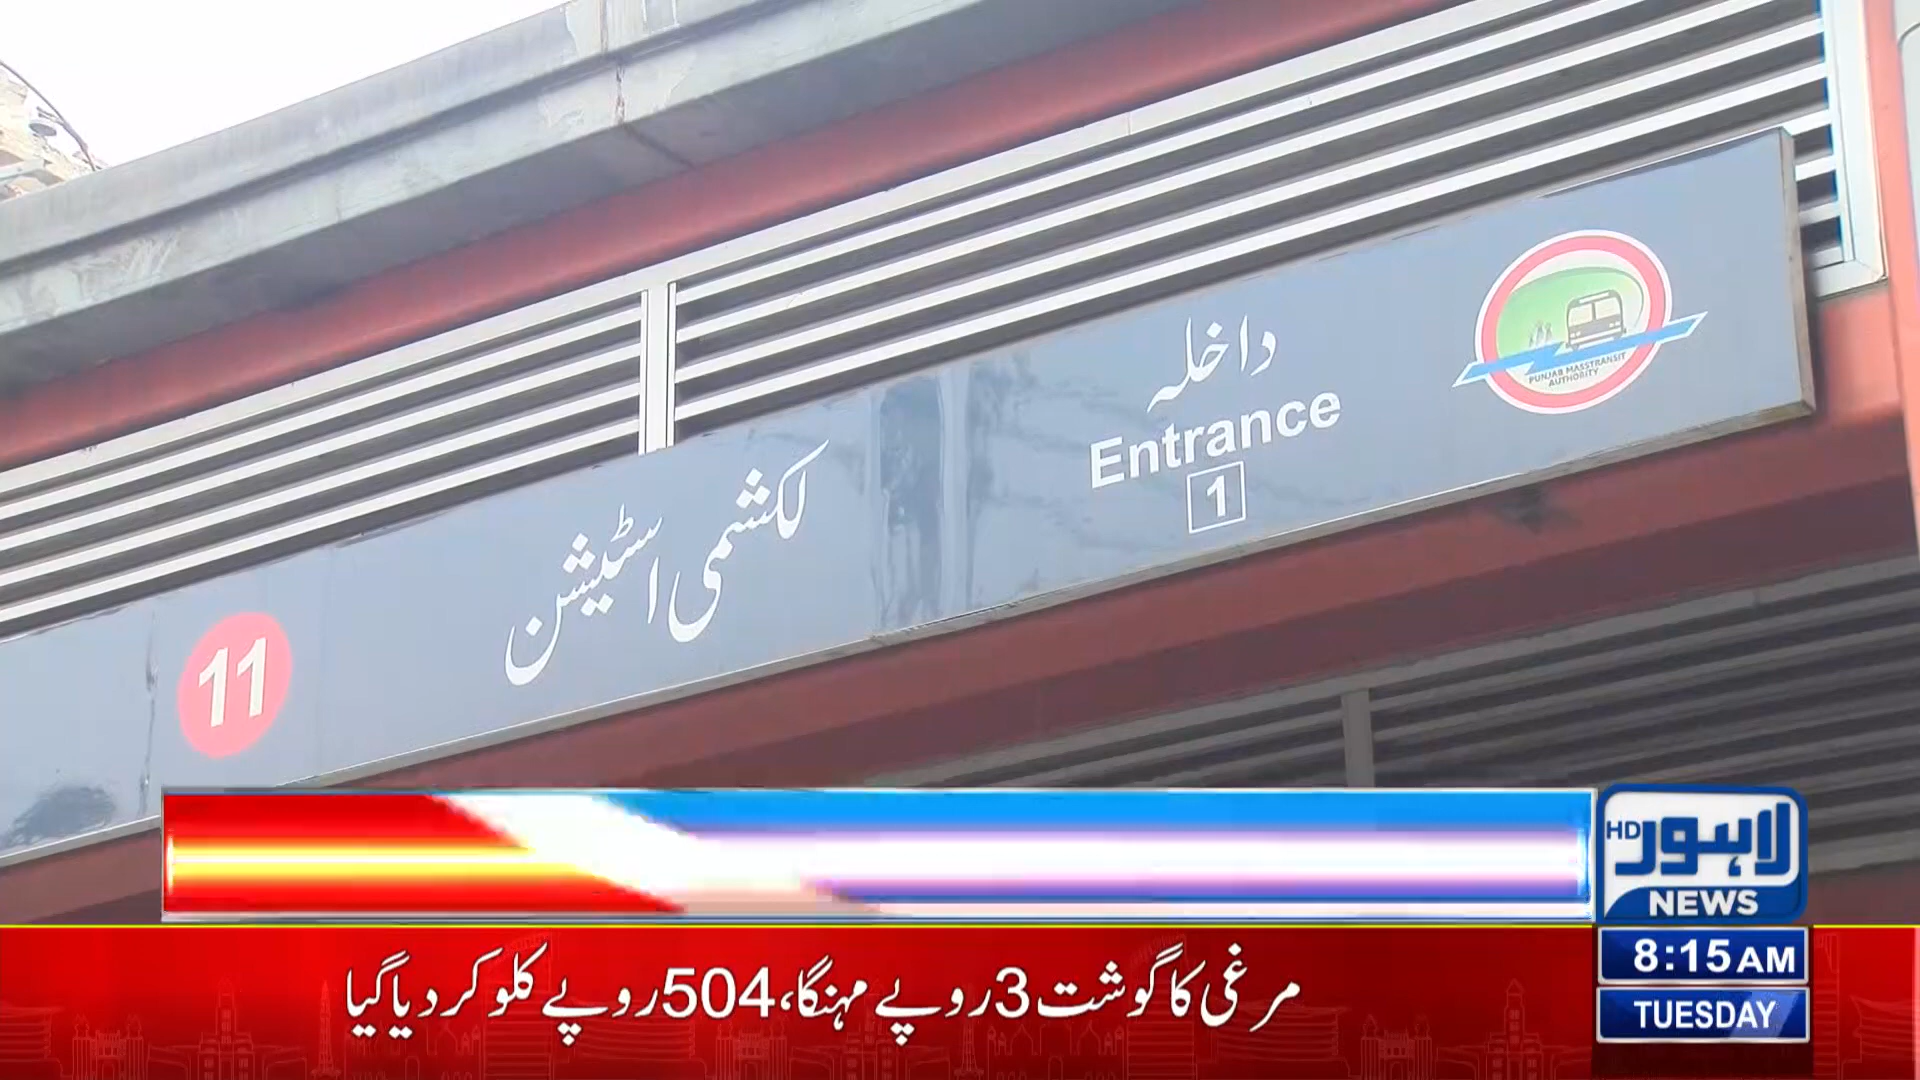 داخلہ
Entrance
1
PUNJAB MASSTRANSIT
AUTHORITY
لکشمی اسٹیشن
11
HD
لاہور
NEWS
8:15 AM
TUESDAY
مرغی کا گوشت 3 روپے مہنگا، 504 روپے کلو کر دیا گیا